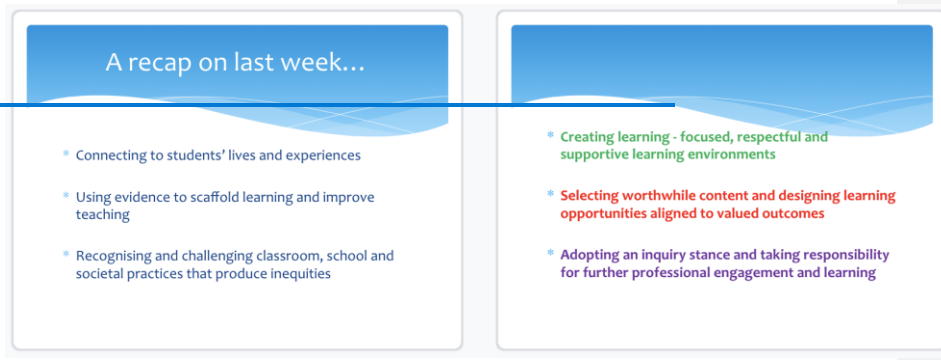 A recap on last week...
* Connecting to students' lives and experiences
* Using evidence to scaffold learning and improve
teaching
* Recognising and challenging classroom, school and
societal practices that produce inequities
* Creating learning - focused, respectful and
supportive learning environments
* Selecting worthwhile content and designing learning
opportunities aligned to valued outcomes
* Adopting an inquiry stance and taking responsibility
for further professional engagement and learning